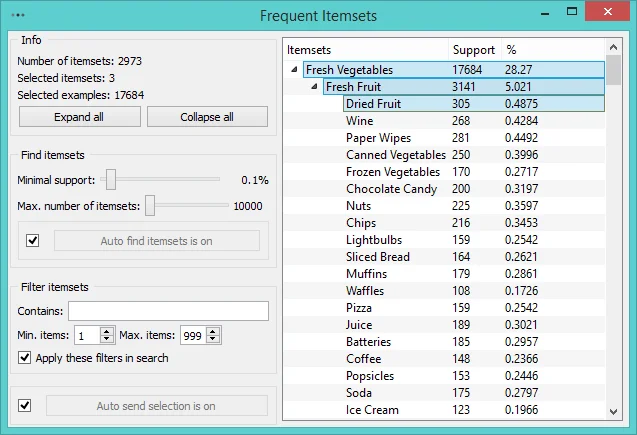 Frequent Itemsets
Info
Number of itemsets: 2973
Selected itemsets: 3
Selected examples: 17684
Expand all Collapse all
Find itemsets
Minimal support: 0.1%
Max. number of itemsets: 10000
Auto find itemsets is on
Filter itemsets
Contains:
Min. items: 1 Max. items: 999
Apply these filters in search
Auto send selection is on
Itemsets Support %
Fresh Vegetables 17684 28.27
Fresh Fruit 3141 5.021
Dried Fruit 305 0.4875
Wine 268 0.4284
Paper Wipes 281 0.4492
Canned Vegetables 250 0.3996
Frozen Vegetables 170 0.2717
Chocolate Candy 200 0.3197
Nuts 225 0.3597
Chips 216 0.3453
Lightbulbs 159 0.2542
Sliced Bread 164 0.2621
Muffins 179 0.2861
Waffles 108 0.1726
Pizza 159 0.2542
Juice 189 0.3021
Batteries 185 0.2957
Coffee 148 0.2366
Popsicles 153 0.2446
Soda 175 0.2797
Ice Cream 123 0.1966